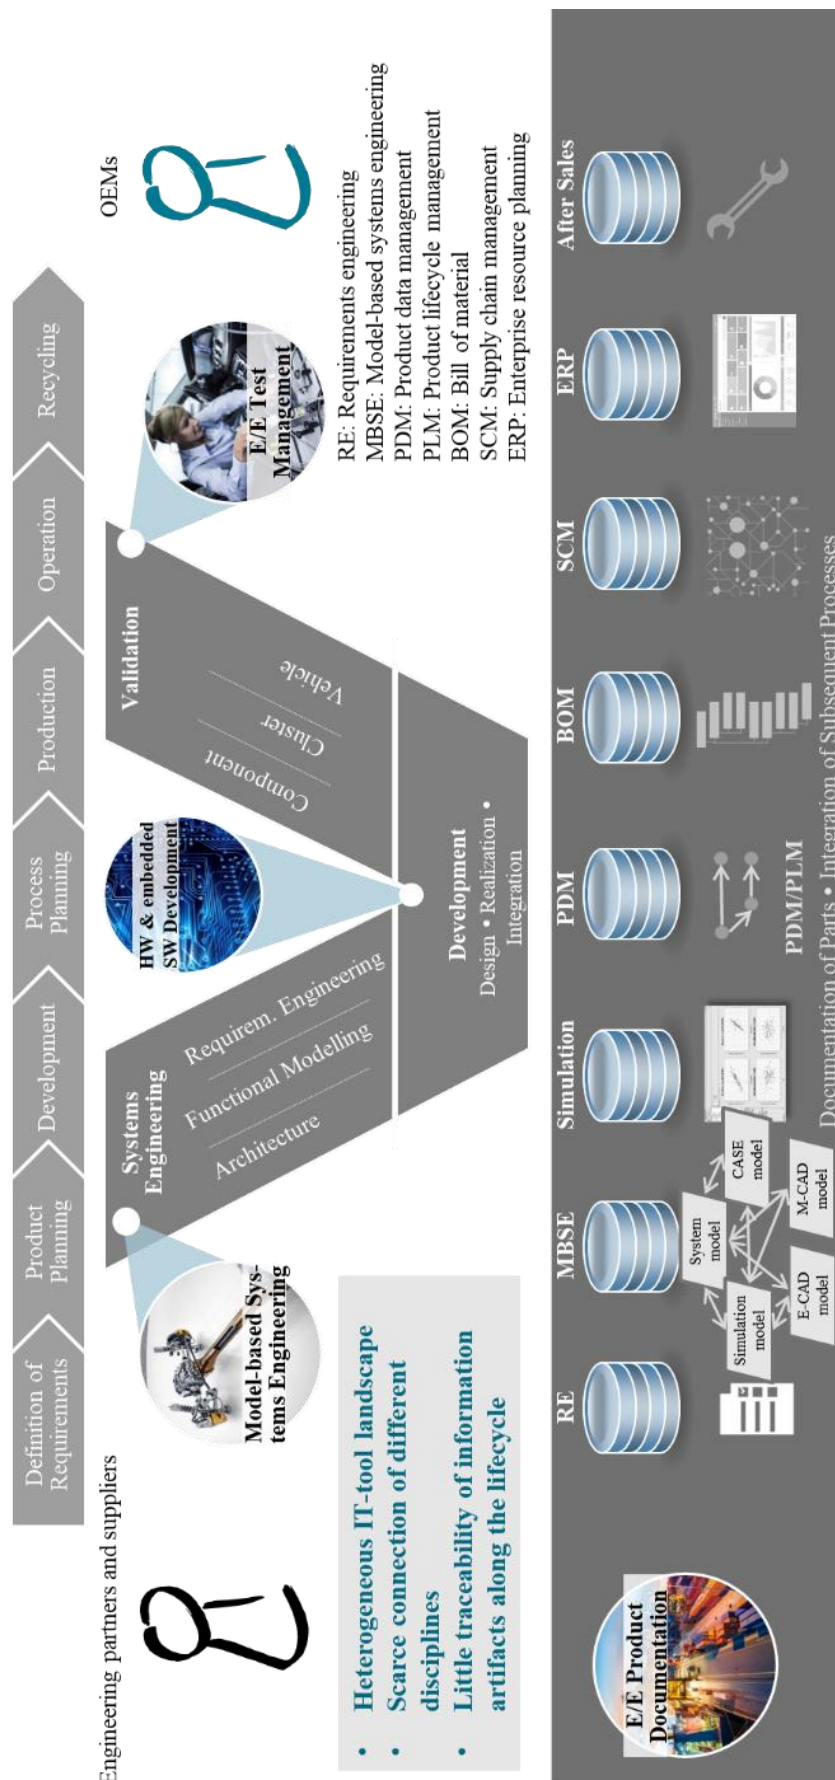 Definition of
Requirements
Product
Planning
Development
Process
Planning
Production
Operation
Recycling
Engineering partners and suppliers
OEMs
Systems
Engineering
Architecture
Functional Modelling
Requirem. Engineering
HW & embedded
SW Development
Validation
Component
Cluster
Vehicle
E/E Test
Management
Model-based Sys-
tems Engineering
Development
Design • Realization •
Integration
• Heterogeneous IT-tool landscape
• Scarce connection of different
disciplines
• Little traceability of information
artifacts along the lifecycle
RE: Requirements engineering
MBSE: Model-based systems engineering
PDM: Product data management
PLM: Product lifecycle management
BOM: Bill of material
SCM: Supply chain management
ERP: Enterprise resource planning
E/E Product
Documentation
RE
MBSE
Simulation
PDM
BOM
SCM
ERP
After Sales
System
model
CASE
model
Simulation
model
E-CAD
model
M-CAD
model
PDM/PLM
Documentation of Parts • Integration of Subsequent Processes